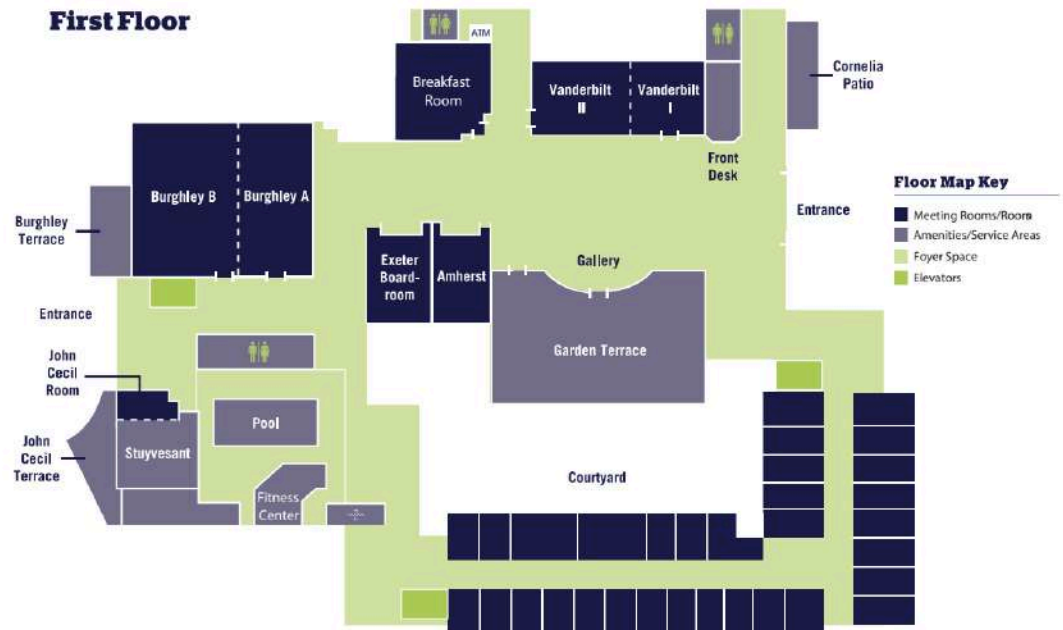 First Floor
ATM
Breakfast
Room
Vanderbilt
II
Vanderbilt
I
Cornelia
Patio
Front
Desk
Burghley B
Burghley A
Burghley
Terrace
Floor Map Key
Meeting Rooms/Room
Amenities/Service Areas
Foyer Space
Elevators
Entrance
Exeter
Board-
room
Amherst
Gallery
Garden Terrace
Entrance
John
Cecil
Room
Pool
Stuyvesant
John
Cecil
Terrace
Fitness
Center
Courtyard